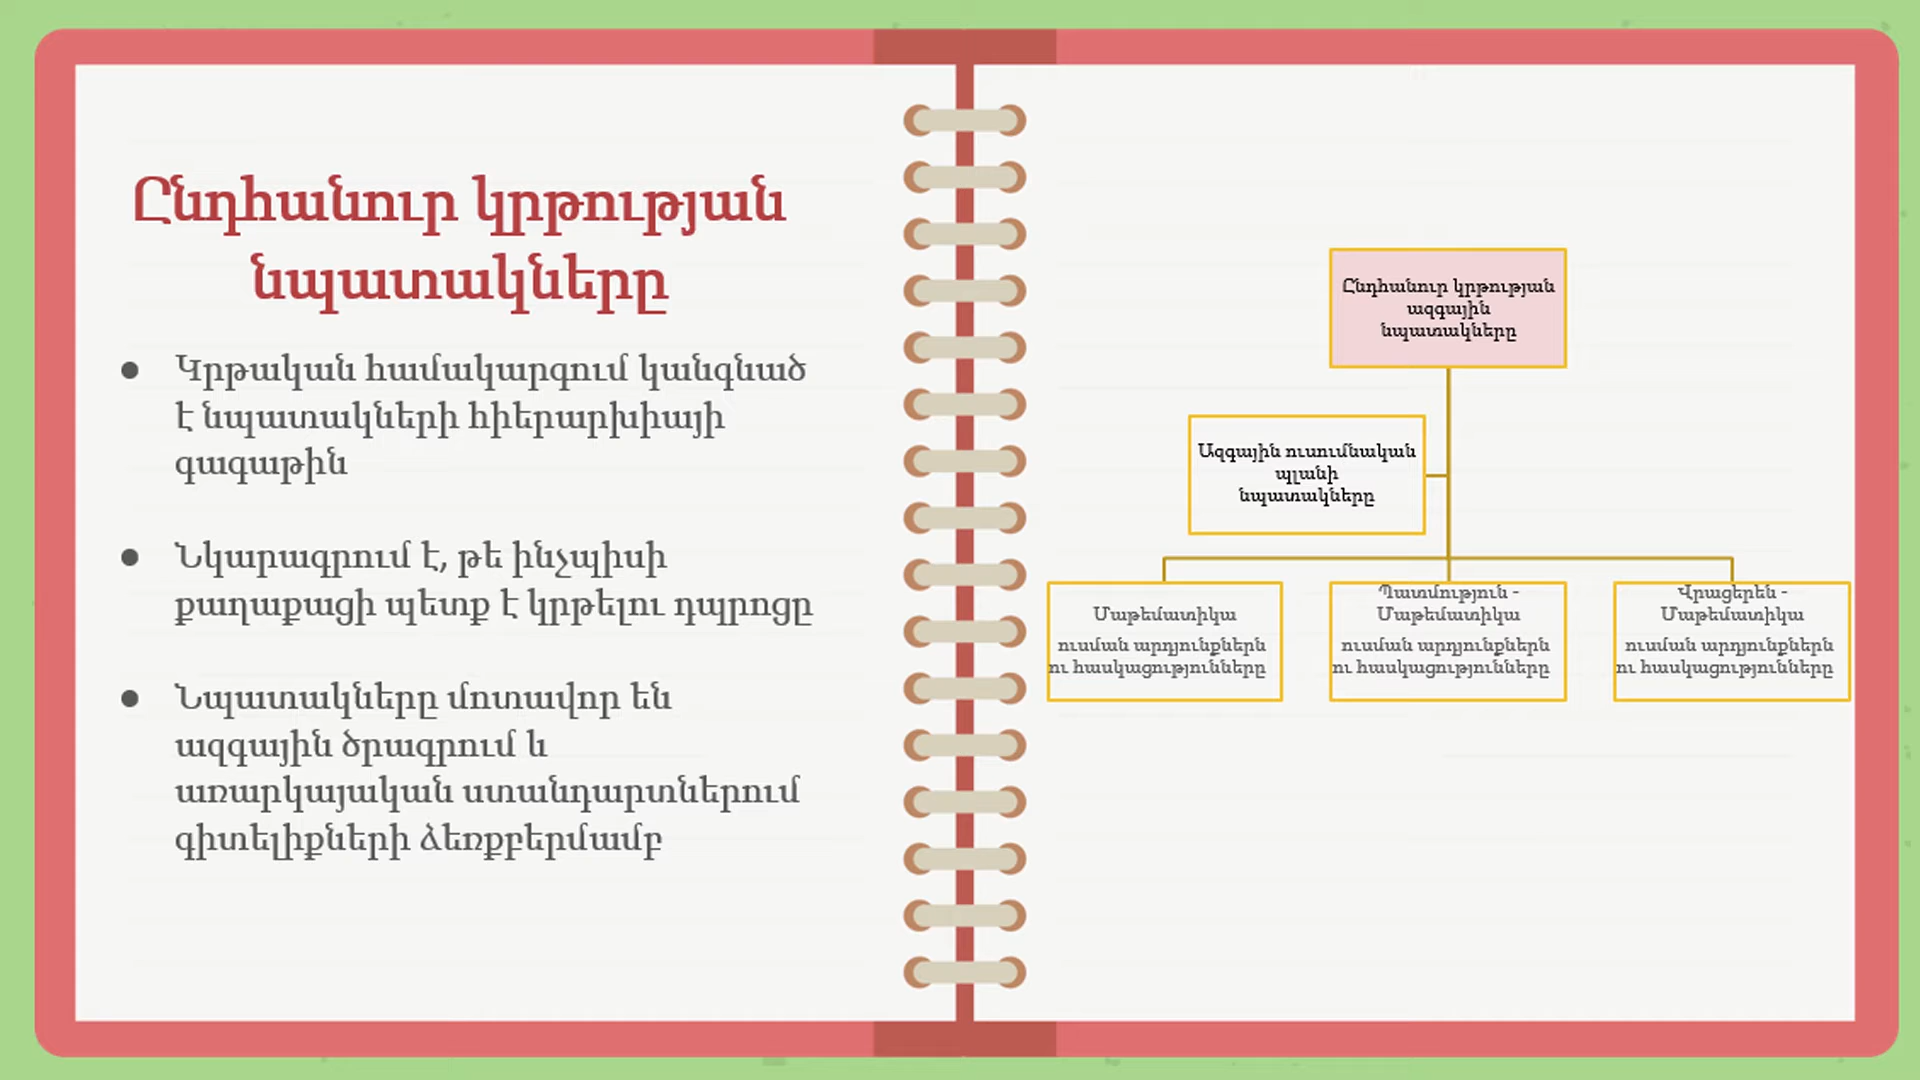 Ընդհանուր կրթության
նպատակները
● Կրթական համակարգում կանգնած
է նպատակների հիերարխիայի
գագաթին
● Նկարագրում է, թե ինչպիսի
քաղաքացի պետք է կրթելու դպրոցը
● Նպատակները մոտավոր են
ազգային ծրագրում և
առարկայական ստանդարտներում
գիտելիքների ձեռքբերմամբ
Ընդհանուր կրթության
ազգային
նպատակները
Ազգային ուսումնական
պլանի
նպատակները
Մաթեմատիկա
ուսման արդյունքներն
ու հասկացությունները
Պատմություն -
Մաթեմատիկա
ուսման արդյունքներն
ու հասկացությունները
Վրացերեն -
Մաթեմատիկա
ուսման արդյունքներն
ու հասկացությունները